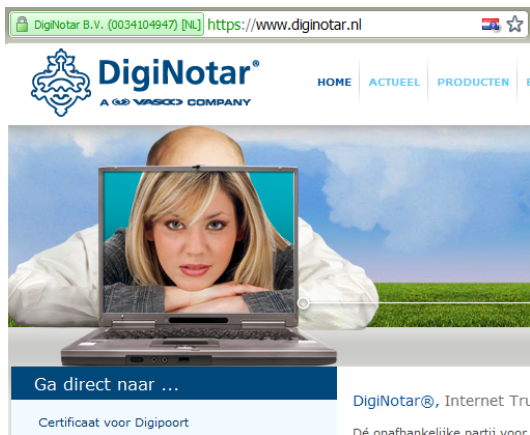 DigiNotar B.V. (0034104947) [NL] https://www.diginotar.nl
DigiNotar®
A VASCO COMPANY
HOME ACTUEEL PRODUCTEN
Ga direct naar ...
Certificaat voor Digipoort
DigiNotar®, Internet Tru
Dé onafhankelijke partij voor